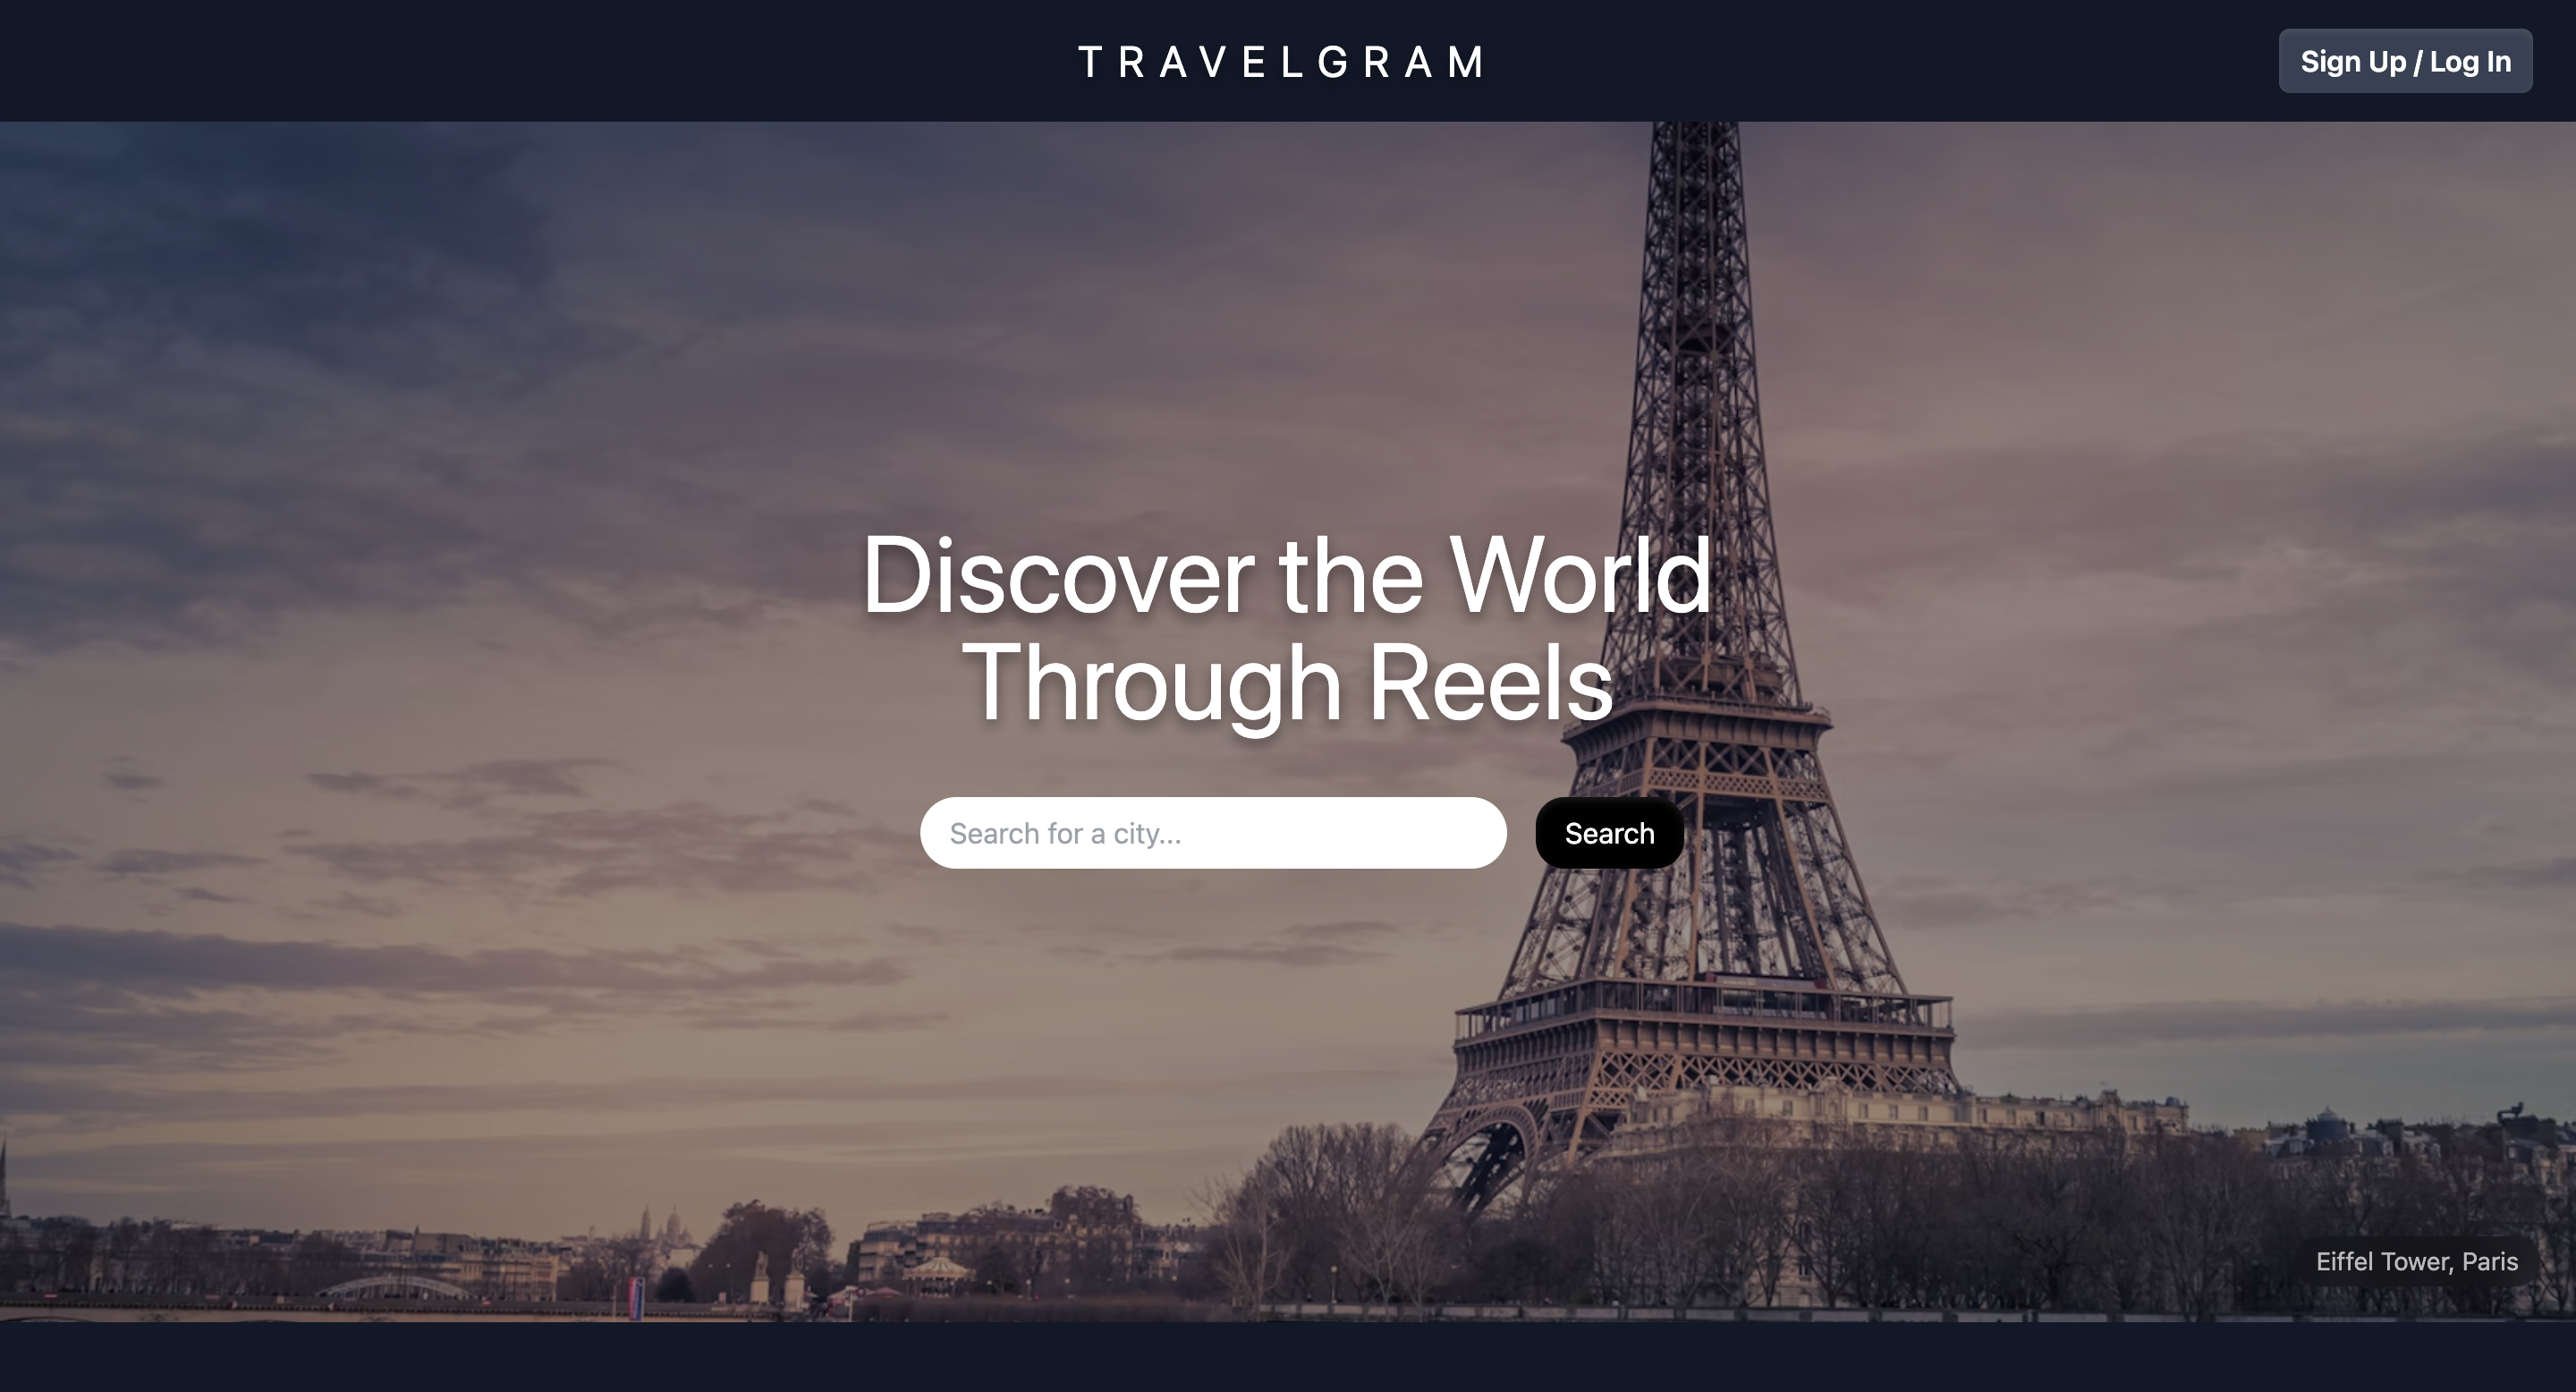 TRAVELGRAM
Sign Up / Log In
Discover the World
Through Reels
Search for a city...
Search
Eiffel Tower, Paris